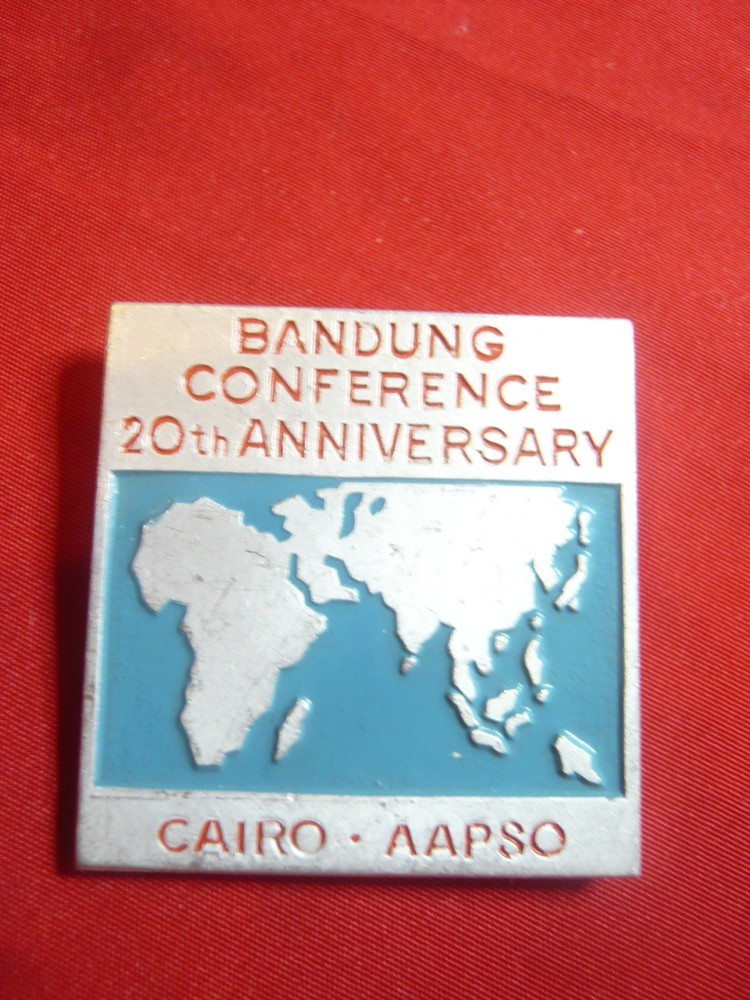 BANDUNG
CONFERENCE
20th ANNIVERSARY
CAIRO · AAPSO